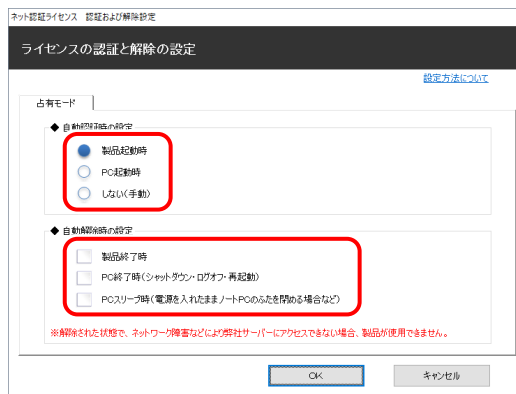 ネット認証ライセンス 認証および解除設定
ライセンスの認証と解除の設定
設定方法について
占有モード
◆ 自動認証時の設定
製品起動時
PC起動時
しない(手動)
◆ 自動解除時の設定
製品終了時
PC終了時(シャットダウン・ログオフ・再起動)
PCスリープ時(電源を入れたままノートPCのふたを閉める場合など)
※解除された状態で、ネットワーク障害などにより弊社サーバーにアクセスできない場合、製品が使用できません。
OK
キャンセル